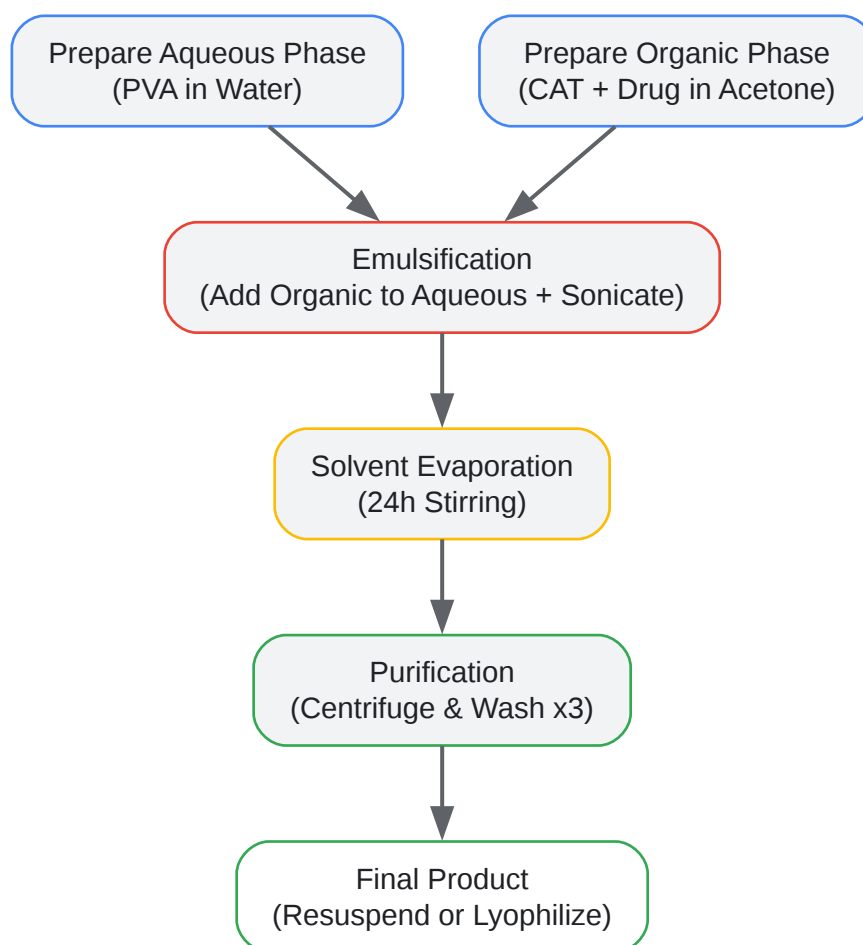 Prepare Aqueous Phase
(PVA in Water)
Prepare Organic Phase
(CAT + Drug in Acetone)
Emulsification
(Add Organic to Aqueous + Sonicate)
Solvent Evaporation
(24h Stirring)
Purification
(Centrifuge & Wash x3)
Final Product
(Resuspend or Lyophilize)